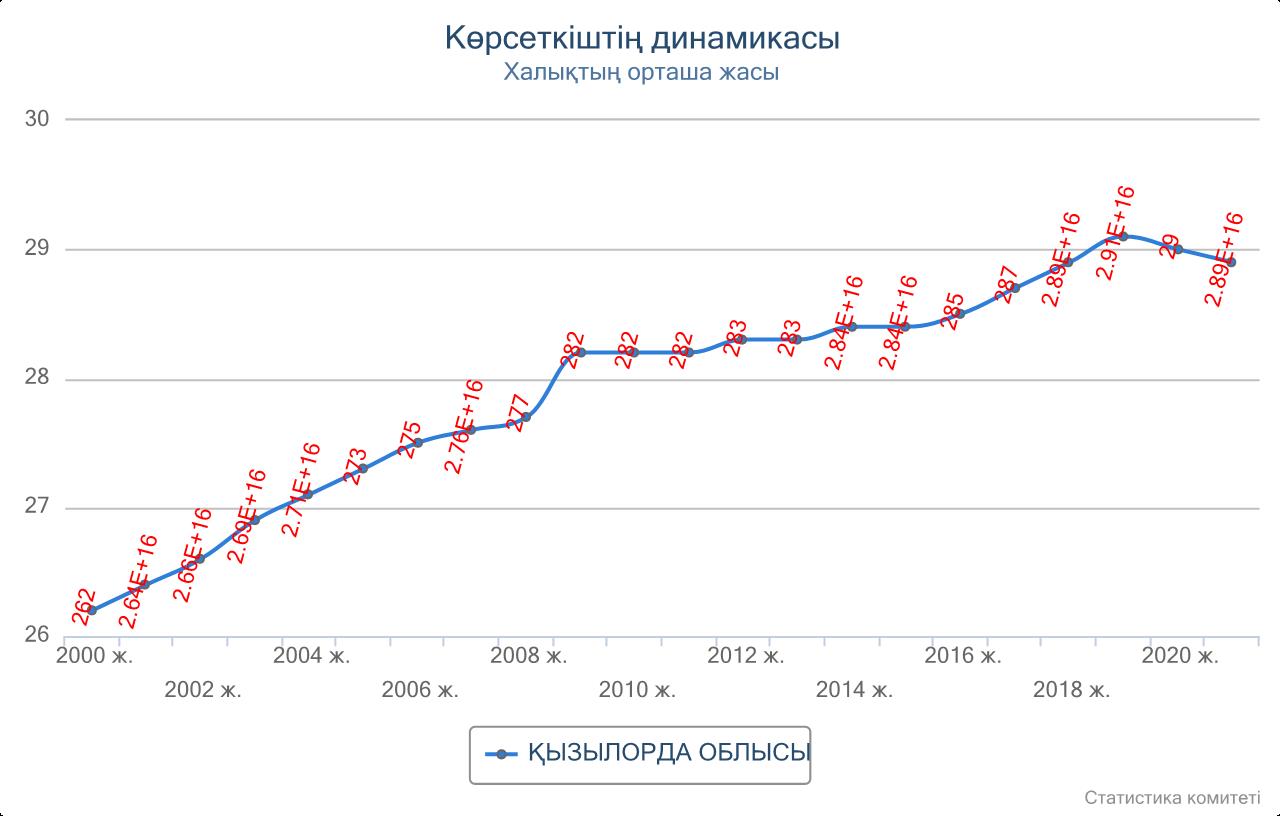 Көрсеткіштің динамикасы
Халықтың орташа жасы
30
29
28
27
26
262
2.64E+16
2.66E+16
2.69E+16
2.71E+16
273
275
2.76E+16
277
282
282
282
283
283
2.84E+16
2.84E+16
285
287
2.89E+16
2.91E+16
29
2.89E+16
2000 ж. 2004 ж. 2008 ж. 2012 ж. 2016 ж. 2020 ж.
2002 ж. 2006 ж. 2010 ж. 2014 ж. 2018 ж.
ҚЫЗЫЛОРДА ОБЛЫСЫ
Статистика комитеті